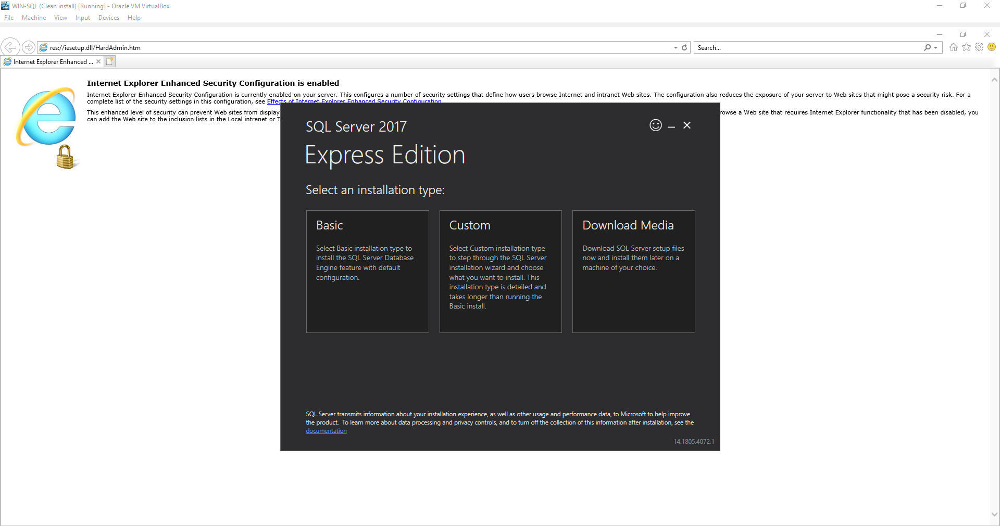 WIN-SQL (Clean install) [Running] - Oracle VM VirtualBox
File Machine View Input Devices Help
res://iesetup.dll/HardAdmin.htm
Search...
Internet Explorer Enhanced ...
Internet Explorer Enhanced Security Configuration is enabled
Internet Explorer Enhanced Security Configuration is currently enabled on your server. This configures a number of security settings that define how users browse Internet and intranet Web sites. The configuration also reduces the exposure of your server to Web sites that might pose a security risk. For a
complete list of the security settings in this configuration, see Effects of Internet Explorer Enhanced Security Configuration.
This enhanced level of security can prevent Web sites from display
rowse a Web site that requires Internet Explorer functionality that has been disabled, you
can add the Web site to the inclusion lists in the Local intranet or T
SQL Server 2017
Express Edition
Select an installation type:
Basic
Select Basic installation type to
install the SQL Server Database
Engine feature with default
configuration.
Custom
Select Custom installation type
to step through the SQL Server
installation wizard and choose
what you want to install. This
installation type is detailed and
takes longer than running the
Basic install.
Download Media
Download SQL Server setup files
now and install them later on a
machine of your choice.
SQL Server transmits information about your installation experience, as well as other usage and performance data, to Microsoft to help improve
the product. To learn more about data processing and privacy controls, and to turn off the collection of this information after installation, see the
documentation
14.1805.4072.1